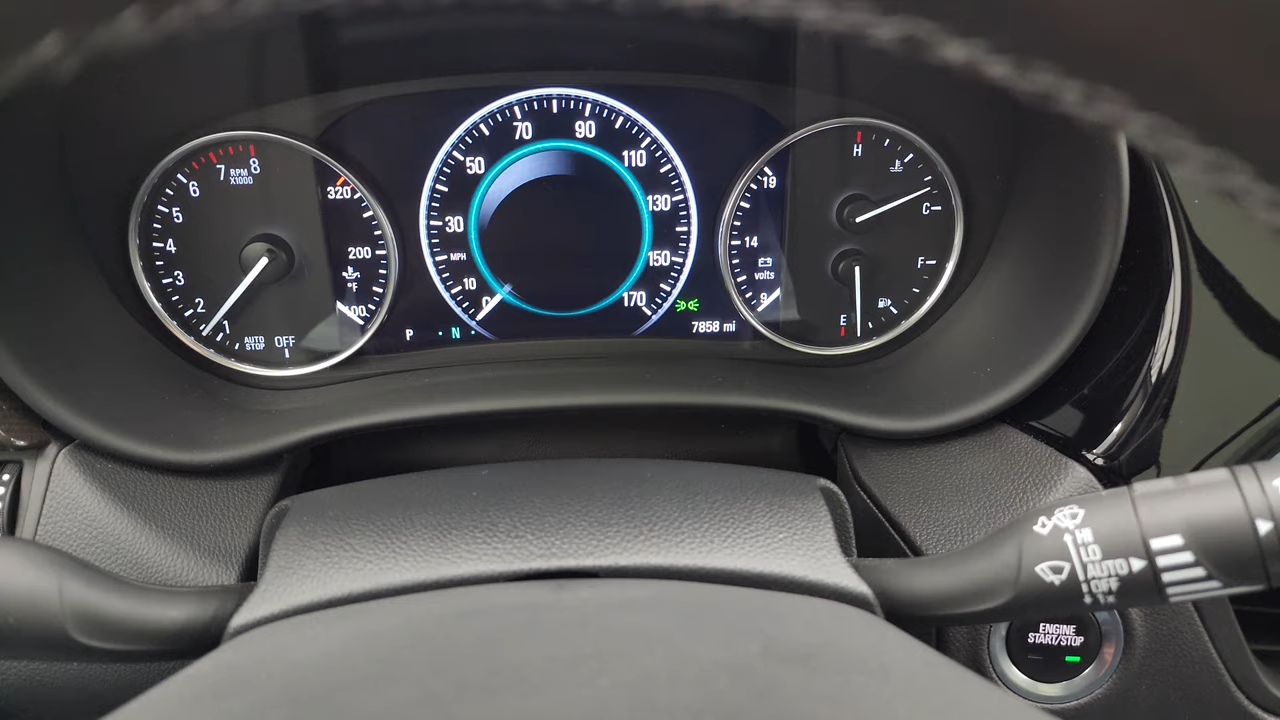 8
7 RPM X1000
6
5
4
3
2
1
AUTO STOP
OFF
320
200
°F
100
P
N
0
10
30
50
70
90
110
130
150
170
MPH
7858 mi
19
14
volts
9
H
C
F
E
HI
LO
AUTO
OFF
1x
ENGINE
START/STOP